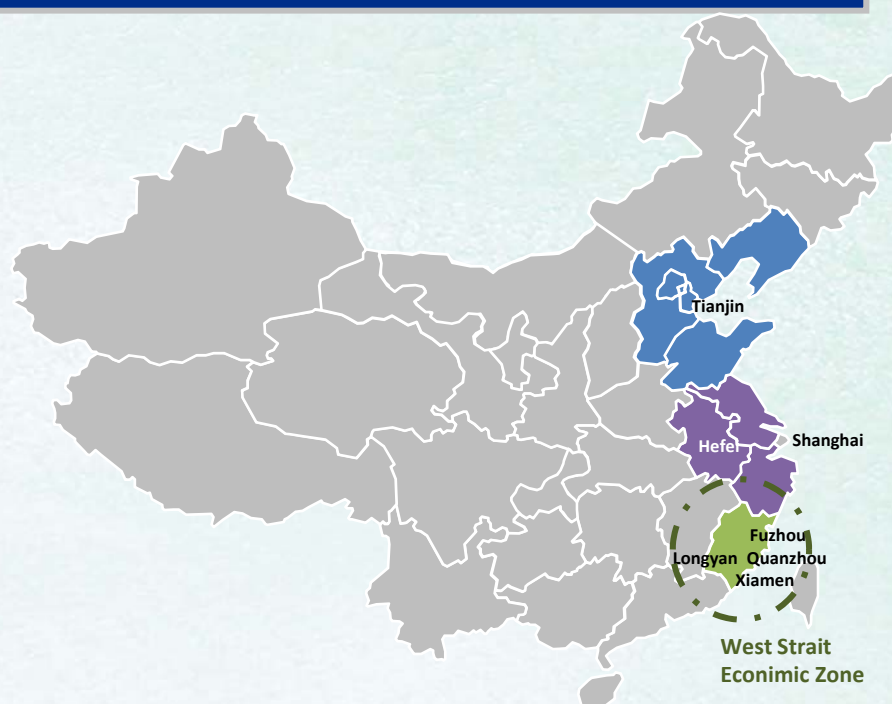 Tianjin
Hefei
Shanghai
Fuzhou
Longyan Quanzhou
Xiamen
West Strait
Econimic Zone